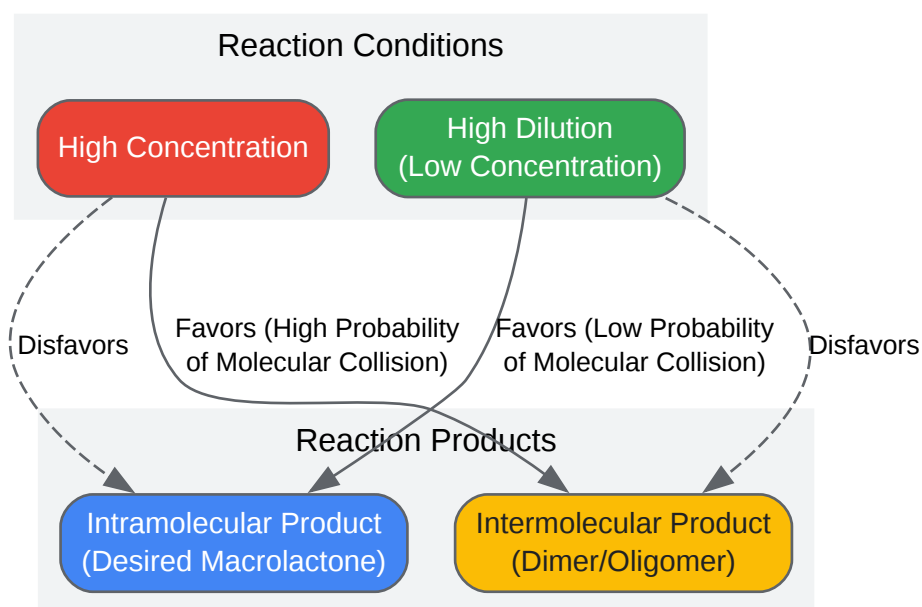 Reaction Conditions
High Concentration
High Dilution
(Low Concentration)
Disfavors
Favors (High Probability
of Molecular Collision)
Favors (Low Probability
of Molecular Collision)
Disfavors
Reaction Products
Intramolecular Product
(Desired Macrolactone)
Intermolecular Product
(Dimer/Oligomer)